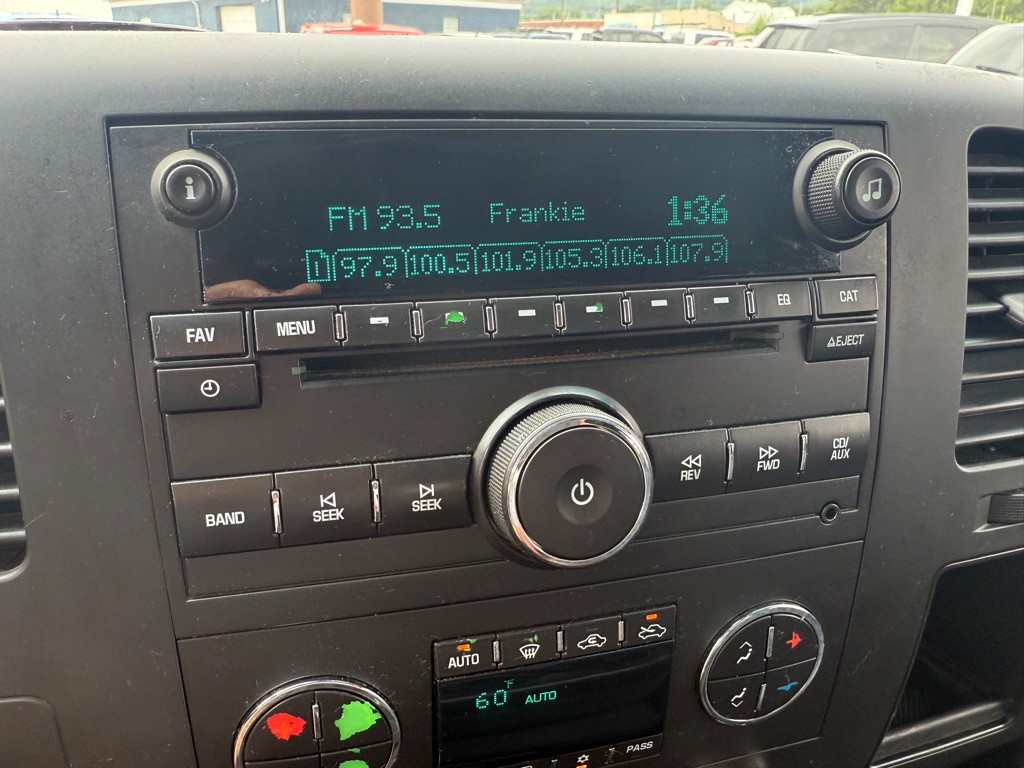 i
FM 93.5 Frankie 1:36
1 97.9 100.5 101.9 105.3 106.1 107.9
FAV MENU EQ CAT
EJECT
BAND SEEK SEEK REV FWD CD/AUX
AUTO
60°F AUTO
PASS